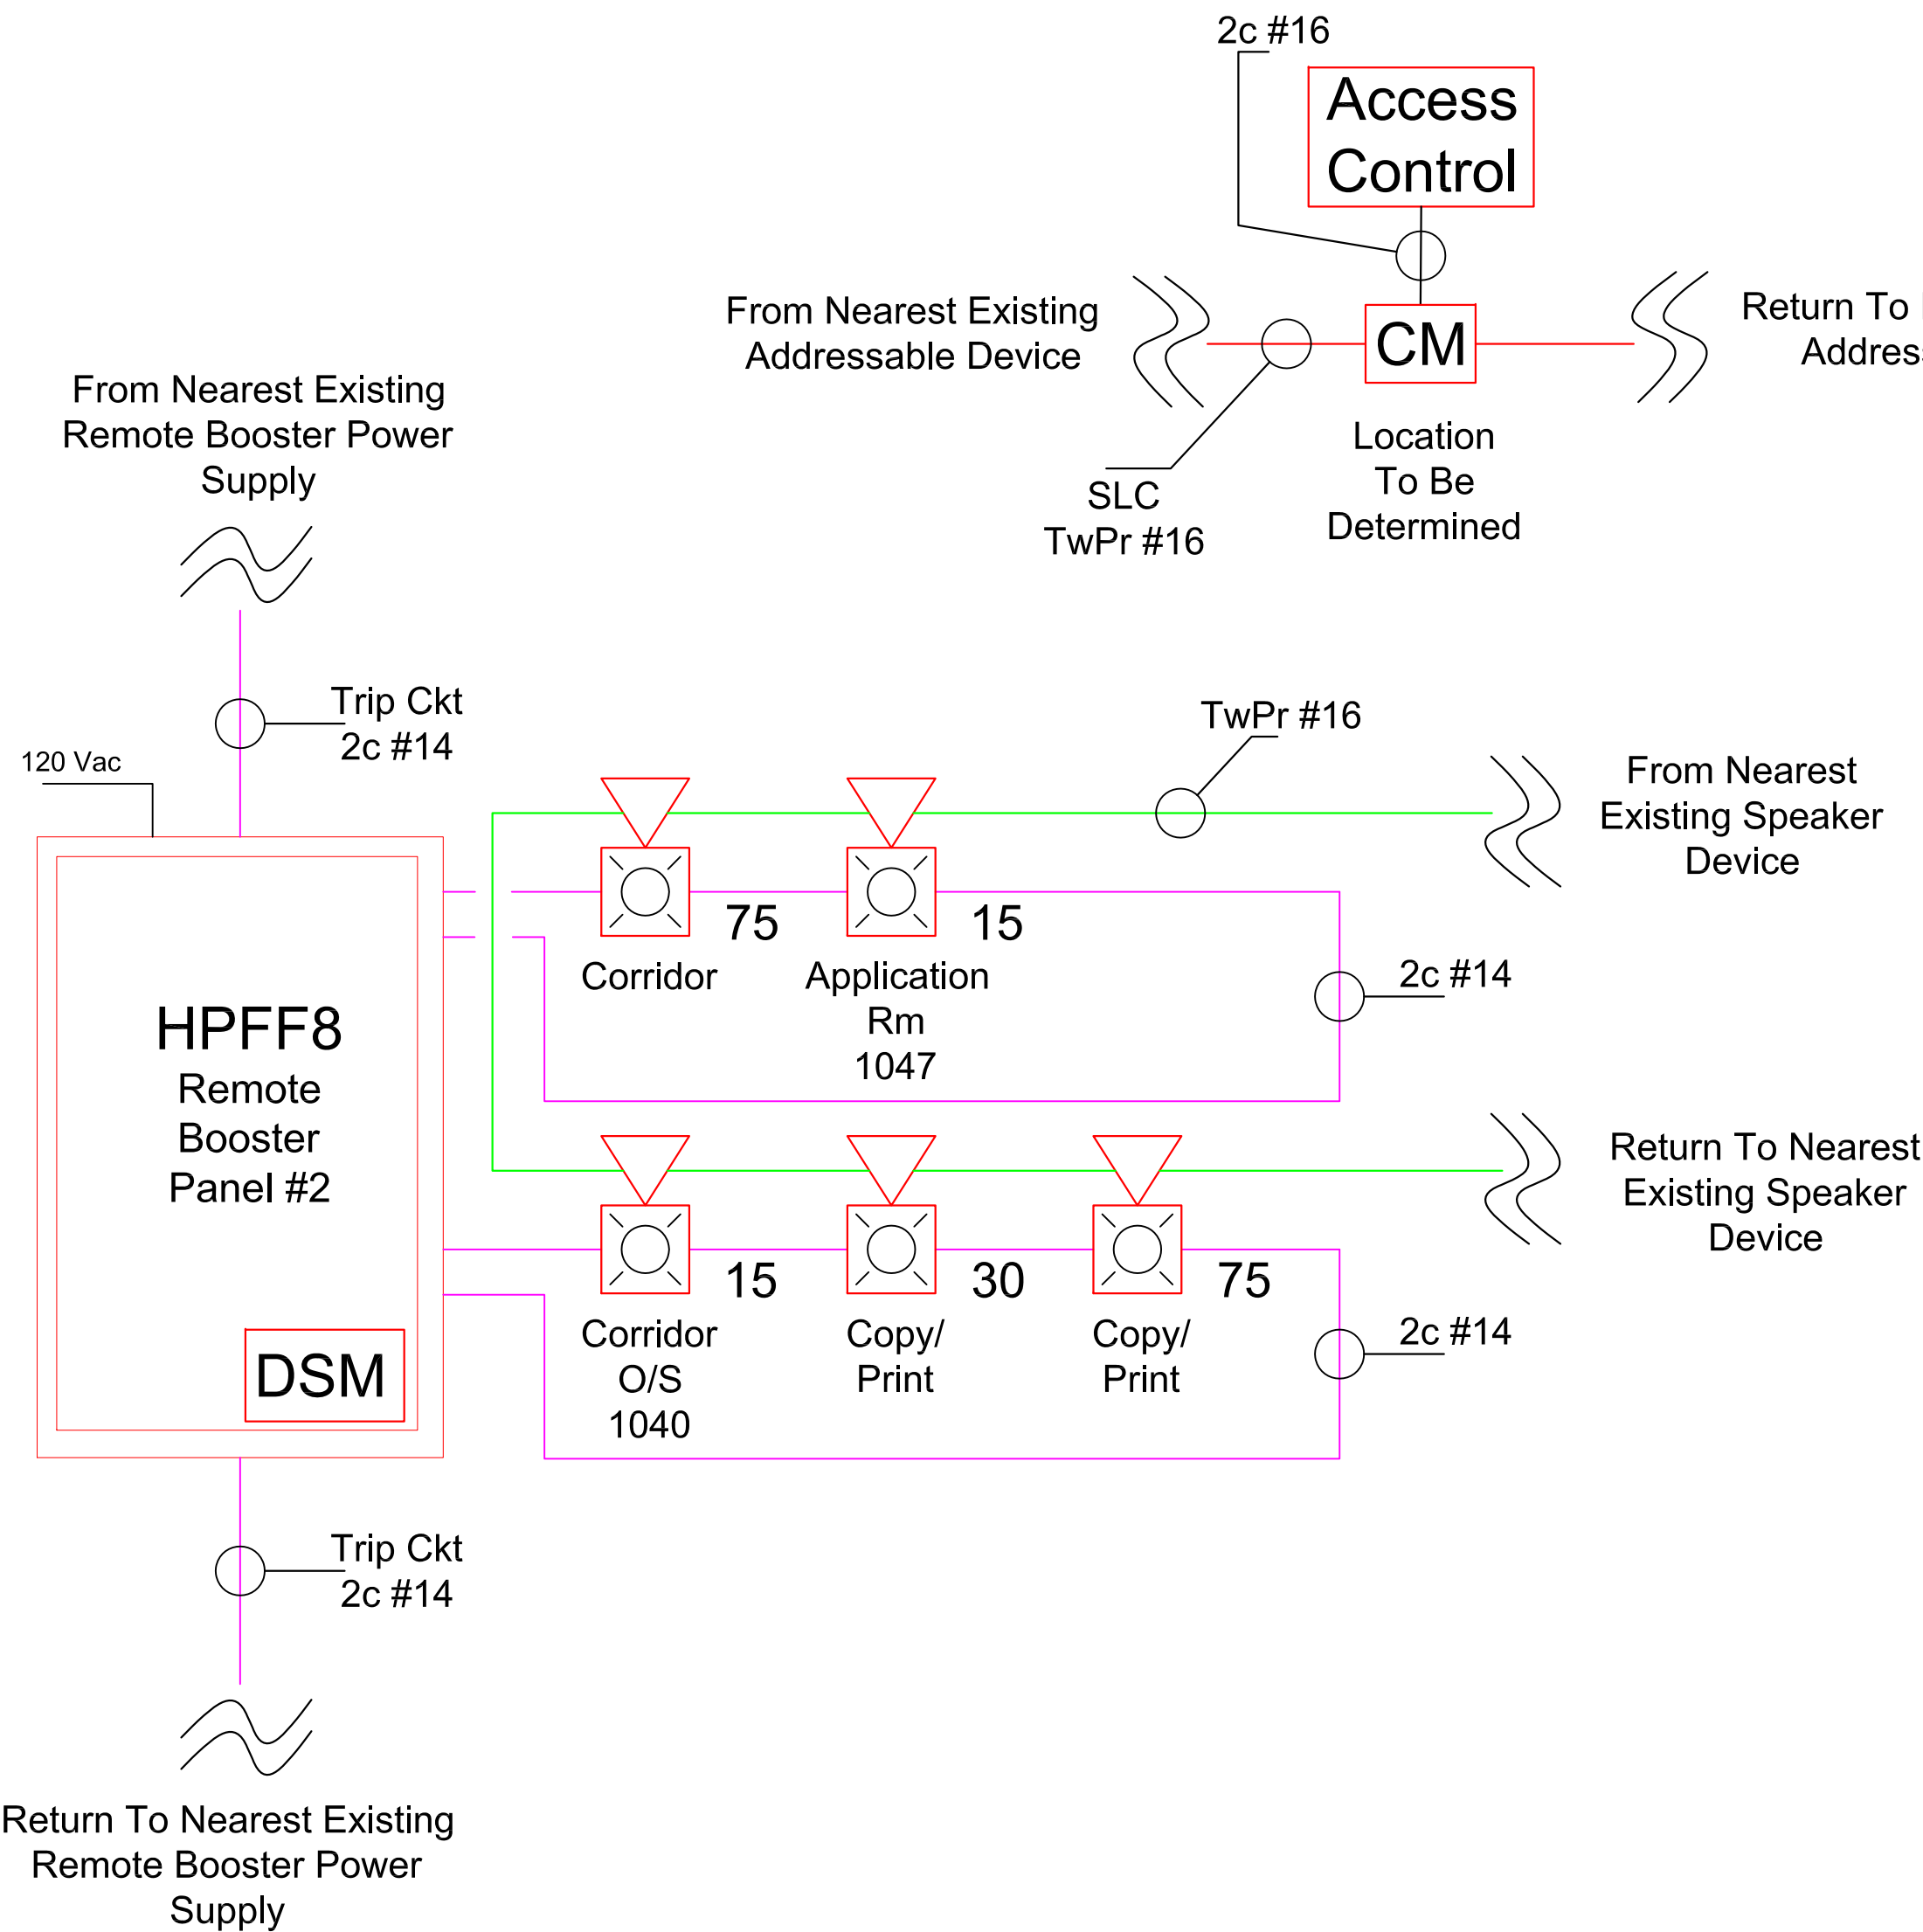 2c #16
Access
Control
From Nearest Existing
Addressable Device
CM
Return To
Address
Location
To Be
Determined
SLC
TwPr #16
From Nearest Existing
Remote Booster Power
Supply
Trip Ckt
2c #14
120 Vac
TwPr #16
From Nearest
Existing Speaker
Device
75
15
Corridor
Application
Rm
1047
2c #14
HPFF8
Remote
Booster
Panel #2
DSM
Return To Nearest
Existing Speaker
Device
15
30
75
Corridor
O/S
1040
Copy/
Print
Copy/
Print
2c #14
Trip Ckt
2c #14
Return To Nearest Existing
Remote Booster Power
Supply